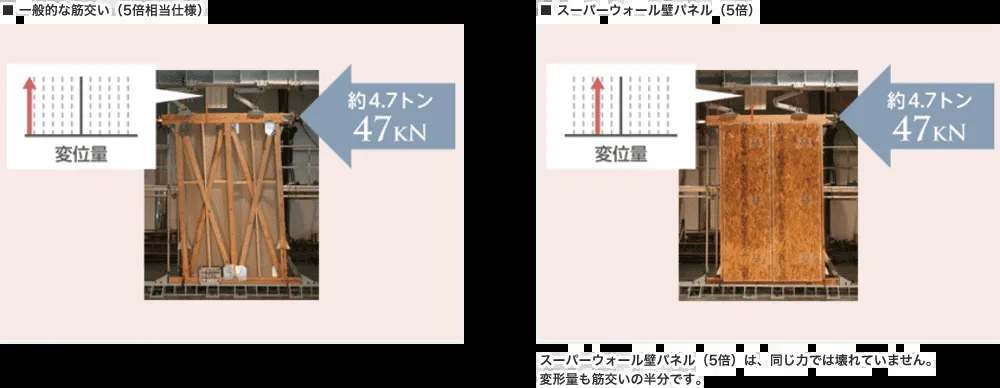 ■ 一般的な筋交い（5倍相当仕様）
変位量
約4.7トン
47KN
■ スーパーウォール壁パネル（5倍）
変位量
約4.7トン
47KN
スーパーウォール壁パネル（5倍）は、同じ力では壊れていません。
変形量も筋交いの半分です。